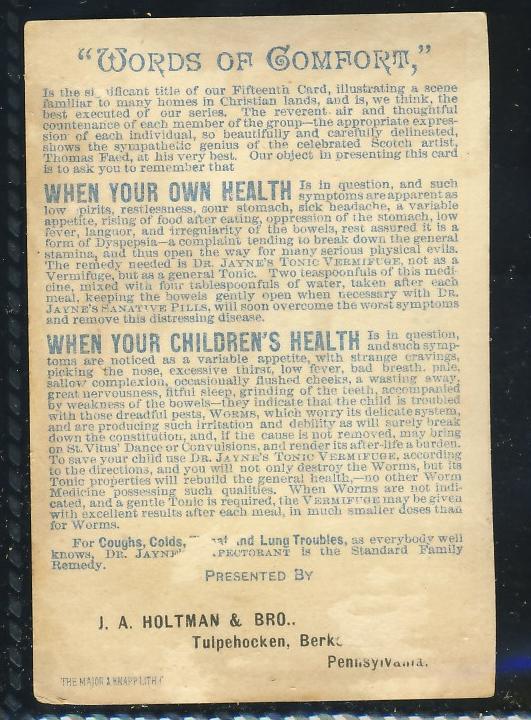 "WORDS OF COMFORT,"
Is the si ificant title of our Fifteenth Card, illustrating a scene
familiar to many homes in Christian lands, and is, we think, the
best executed of our series. The reverent air and thoughtful
countenance of each member of the group—the appropriate expres-
sion of each individual, so beautifully and carefully delineated,
shows the sympathetic genius of the celebrated Scotch artist,
Thomas Faed, at his very best. Our object in presenting this card
is to ask you to remember that
WHEN YOUR OWN HEALTH Is in question, and such
symptoms are apparent as
low pirits, restlessness, sour stomach, sick headache, a variable
appetite, rising of food after eating, oppression of the stomach, low
fever, languor, and irregularity of the bowels, rest assured it is a
form of Dyspepsia—a complaint tending to break down the general
stamina, and thus open the way for many serious physical evils.
The remedy needed is DR. JAYNE'S TONIC VERMIFUGE, not as a
Vermifuge, but as a general Tonic. Two teaspoonfuls of this medi-
cine, mixed with four tablespoonfuls of water, taken after each
meal, keeping the bowels gently open when necessary with DR.
JAYNE'S SANATIVE PILLS, will soon overcome the worst symptoms
and remove this distressing disease.
WHEN YOUR CHILDREN'S HEALTH Is in question,
and such symp-
toms are noticed as a variable appetite, with strange cravings,
picking the nose, excessive thirst, low fever, bad breath, pale,
sallow complexion, occasionally flushed cheeks, a wasting away,
great nervousness, fitful sleep, grinding of the teeth, accompanied
by weakness of the bowels—they indicate that the child is troubled
with those dreadful pests, WORMS, which worry its delicate system,
and are producing such irritation and debility as will surely break
down the constitution, and, if the cause is not removed, may bring
on St. Vitus' Dance or Convulsions, and render its after-life a burden.
To save your child use DR. JAYNE'S TONIC VERMIFUGE, according
to the directions, and you will not only destroy the Worms, but its
Tonic properties will rebuild the general health,—no other Worm
Medicine possessing such qualities. When Worms are not indi-
cated, and a gentle Tonic is required, the VERMIFUGE may be given
with excellent results after each meal, in much smaller doses than
for Worms.
For Coughs, Colds, and Lung Troubles, as everybody well
knows, DR. JAYNE' PECTORANT is the Standard Family
Remedy.
PRESENTED BY
J. A. HOLTMAN & BRO..
Tulpehocken, Berks
Pennsylvania.
THE MAJOR & KNAPP LITH